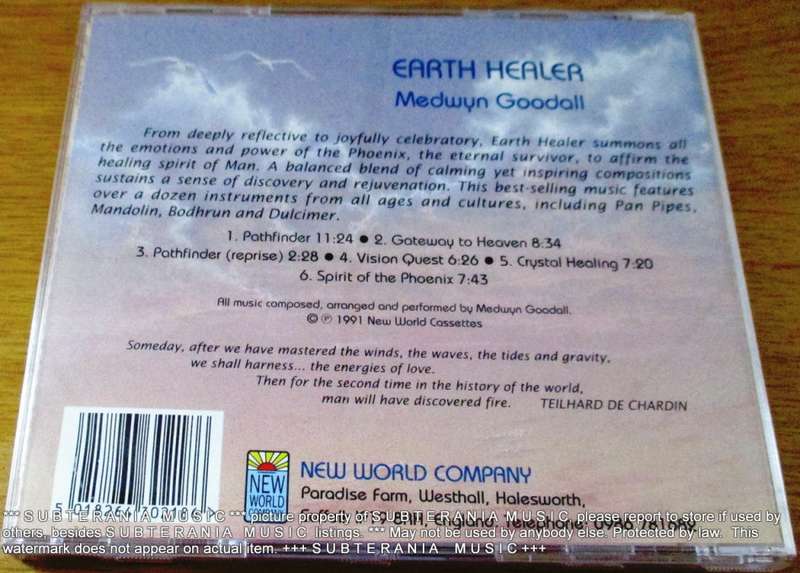 EARTH HEALER
Medwyn Goodall
From deeply reflective to joyfully celebratory, Earth Healer summons all
the emotions and power of the Phoenix, the eternal survivor, to affirm the
healing spirit of Man. A balanced blend of calming yet inspiring compositions
sustains a sense of discovery and rejuvenation. This best-selling music features
over a dozen instruments from all ages and cultures, including Pan Pipes,
Mandolin, Bodhrun and Dulcimer.
1. Pathfinder 11:24 ● 2. Gateway to Heaven 8:34
3. Pathfinder (reprise) 2:28 ● 4. Vision Quest 6:26 ● 5. Crystal Healing 7:20
6. Spirit of the Phoenix 7:43
All music composed, arranged and performed by Medwyn Goodall.
© ℗ 1991 New World Cassettes
Someday, after we have mastered the winds, the waves, the tides and gravity,
we shall harness... the energies of love.
Then for the second time in the history of the world,
man will have discovered fire. TEILHARD DE CHARDIN
NEW WORLD COMPANY
NEW
WORLD
Paradise Farm, Westhall, Halesworth,
England. Telephone:
*** S U B T E R A N I A   M U S I C *** picture property of S U B T E R A N I A   M U S I C, please report to store if used by
others, besides S U B T E R A N I A   M U S I C  listings  *** May not be used by anybody else. Protected by law.  This
watermark does not appear on actual item. +++ S U B T E R A N I A   M U S I C +++